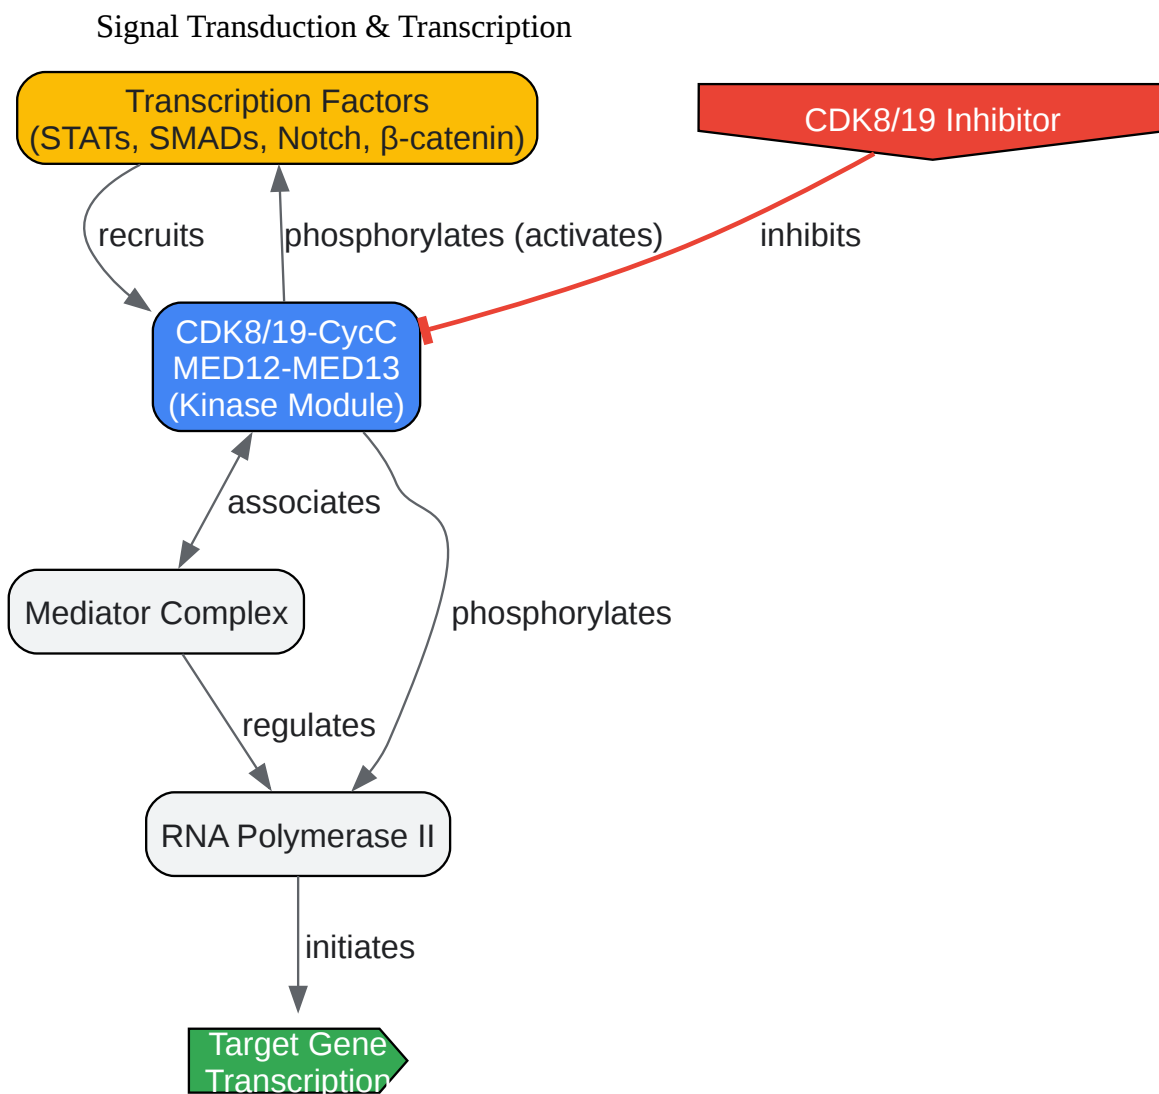 Signal Transduction & Transcription
Transcription Factors
(STATs, SMADs, Notch, β-catenin)
CDK8/19 Inhibitor
recruits
phosphorylates (activates)
inhibits
CDK8/19-CycC
MED12-MED13
(Kinase Module)
associates
Mediator Complex
phosphorylates
regulates
RNA Polymerase II
initiates
Target Gene
Transcription